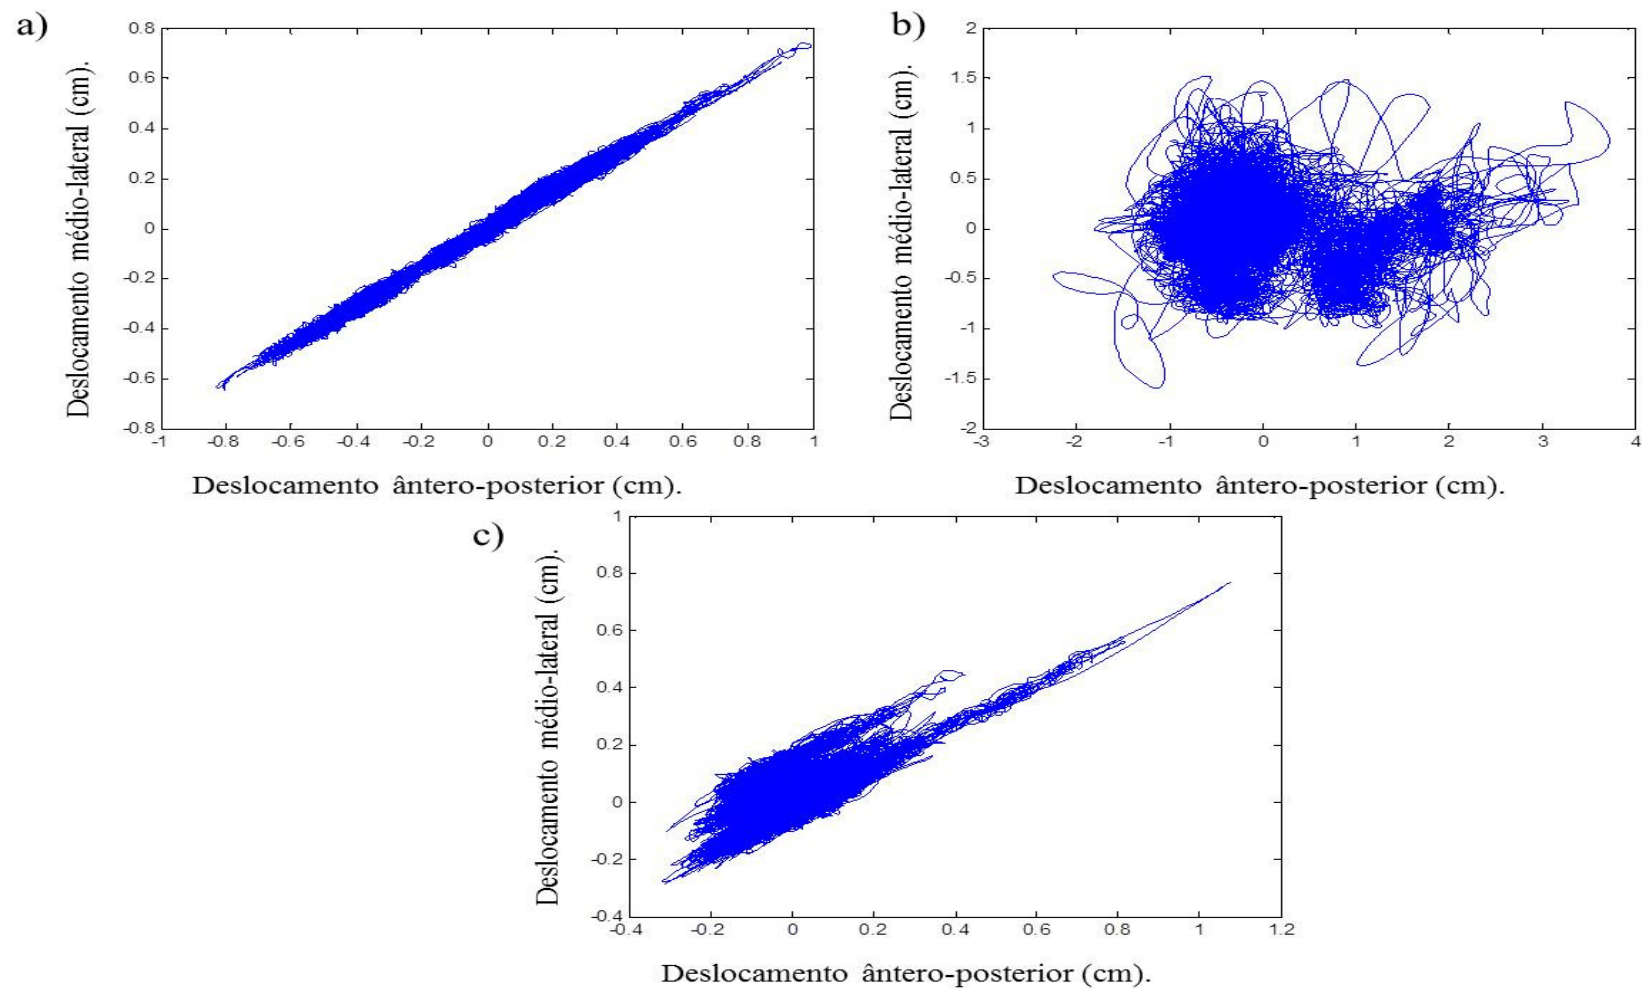 a)
Deslocamento médio-lateral (cm).
0.8
0.6
0.4
0.2
0
-0.2
-0.4
-0.6
-0.8
-1 -0.8 -0.6 -0.4 -0.2 0 0.2 0.4 0.6 0.8 1
Deslocamento ântero-posterior (cm).
b)
Deslocamento médio-lateral (cm).
2
1.5
1
0.5
0
-0.5
-1
-1.5
-2
-3 -2 -1 0 1 2 3 4
Deslocamento ântero-posterior (cm).
c)
Deslocamento médio-lateral (cm).
1
0.8
0.6
0.4
0.2
0
-0.2
-0.4
-0.4 -0.2 0 0.2 0.4 0.6 0.8 1 1.2
Deslocamento ântero-posterior (cm).